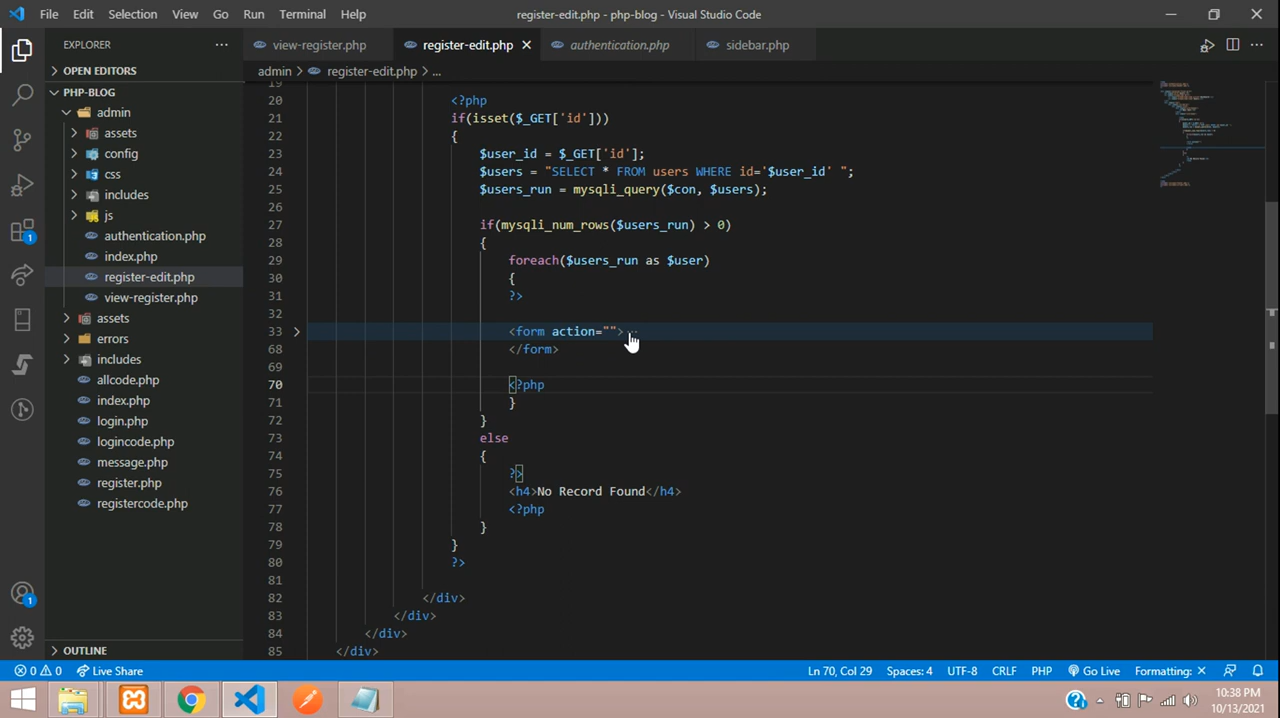 File Edit Selection View Go Run Terminal Help register-edit.php - php-blog - Visual Studio Code
EXPLORER
view-register.php register-edit.php authentication.php sidebar.php
OPEN EDITORS
admin > register-edit.php > ...
PHP-BLOG
admin
assets
config
css
includes
js
authentication.php
index.php
register-edit.php
view-register.php
assets
errors
includes
allcode.php
index.php
login.php
logincode.php
message.php
register.php
registercode.php
OUTLINE
19
20 <?php
21 if(isset($_GET['id']))
22 {
23 $user_id = $_GET['id'];
24 $users = "SELECT * FROM users WHERE id='$user_id' ";
25 $users_run = mysqli_query($con, $users);
26
27 if(mysqli_num_rows($users_run) > 0)
28 {
29 foreach($users_run as $user)
30 {
31 ?>
32
33 <form action="">
68 </form>
69
70 <?php
71 }
72 }
73 else
74 {
75 ?>
76 <h4>No Record Found</h4>
77 <?php
78 }
79 }
80 ?>
81
82 </div>
83 </div>
84 </div>
85 </div>
1
1
0 0 Live Share Ln 70, Col 29 Spaces: 4 UTF-8 CRLF PHP Go Live Formatting: ✕
10:38 PM
10/13/2021